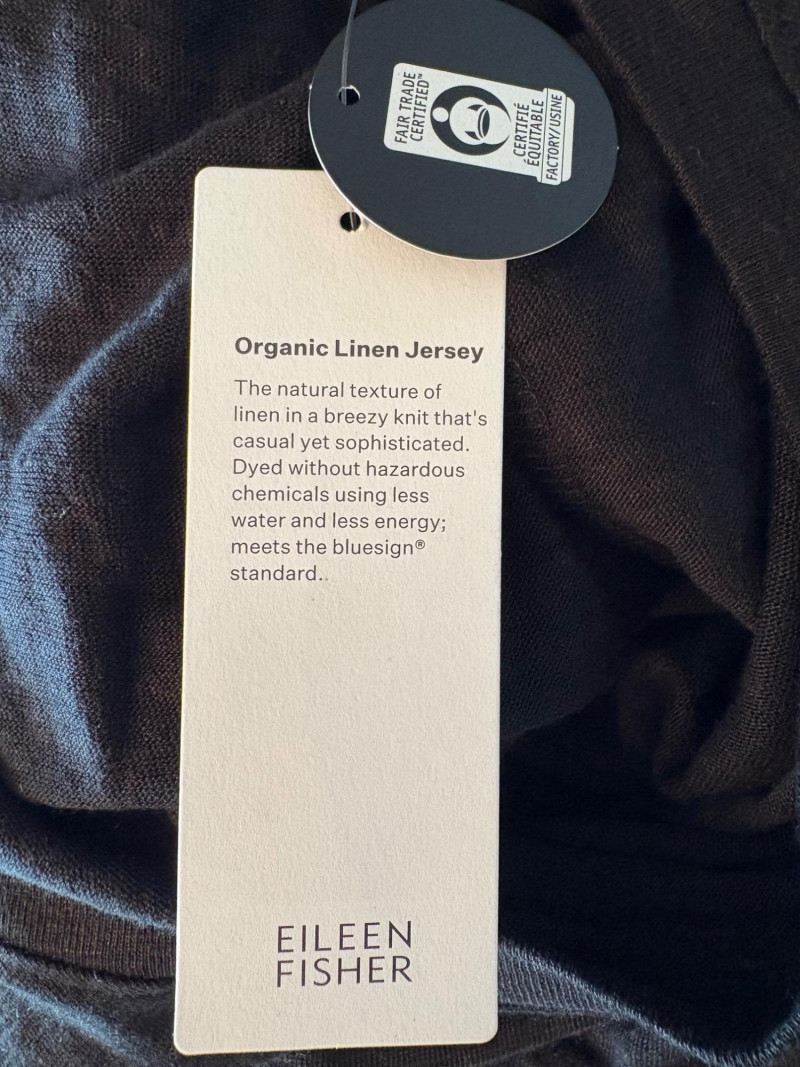 FAIR TRADE
CERTIFIED™
CERTIFIÉ
ÉQUITABLE
FACTORY/USINE
Organic Linen Jersey
The natural texture of
linen in a breezy knit that's
casual yet sophisticated.
Dyed without hazardous
chemicals using less
water and less energy;
meets the bluesign®
standard..
EILEEN
FISHER